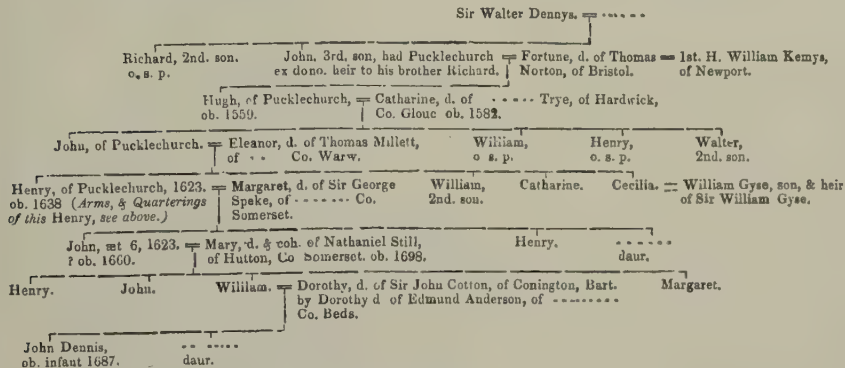 Sir Walter Dennys. = ······
Richard, 2nd. son. John, 3rd, son, had Pucklechurch = Fortune, d. of Thomas = 1st. H. William Kemys,
o. s. p. ex dono. heir to his brother Richard. Norton, of Bristol. of Newport.
Hugh, of Pucklechurch, = Catharine, d. of ····· Trye, of Hardwick,
ob. 1559. Co. Glouc ob. 1582.
John, of Pucklechurch. = Eleanor, d. of Thomas Millett, William, Henry, Walter,
of ·· Co. Warw. o s. p. o. s. p. 2nd. son.
Henry, of Pucklechurch, 1623. = Margaret, d. of Sir George William, Catharine. Cecilia. = William Gyse, son, & heir
ob. 1638 (Arms, & Quarterings Speke, of ······· Co. 2nd. son. of Sir William Gyse.
of this Henry, see above.) Somerset.
John, æt 6, 1623. = Mary, d. & coh. of Nathaniel Still, Henry. ······
? ob. 1660. of Hutton, Co Somerset. ob. 1698. daur.
Henry. John. Wililam. = Dorothy, d. of Sir John Cotton, of Conington, Bart. Margaret.
by Dorothy d of Edmund Anderson, of ·········
Co. Beds.
John Dennis, ·· ·····
ob. infaut 1687. daur.